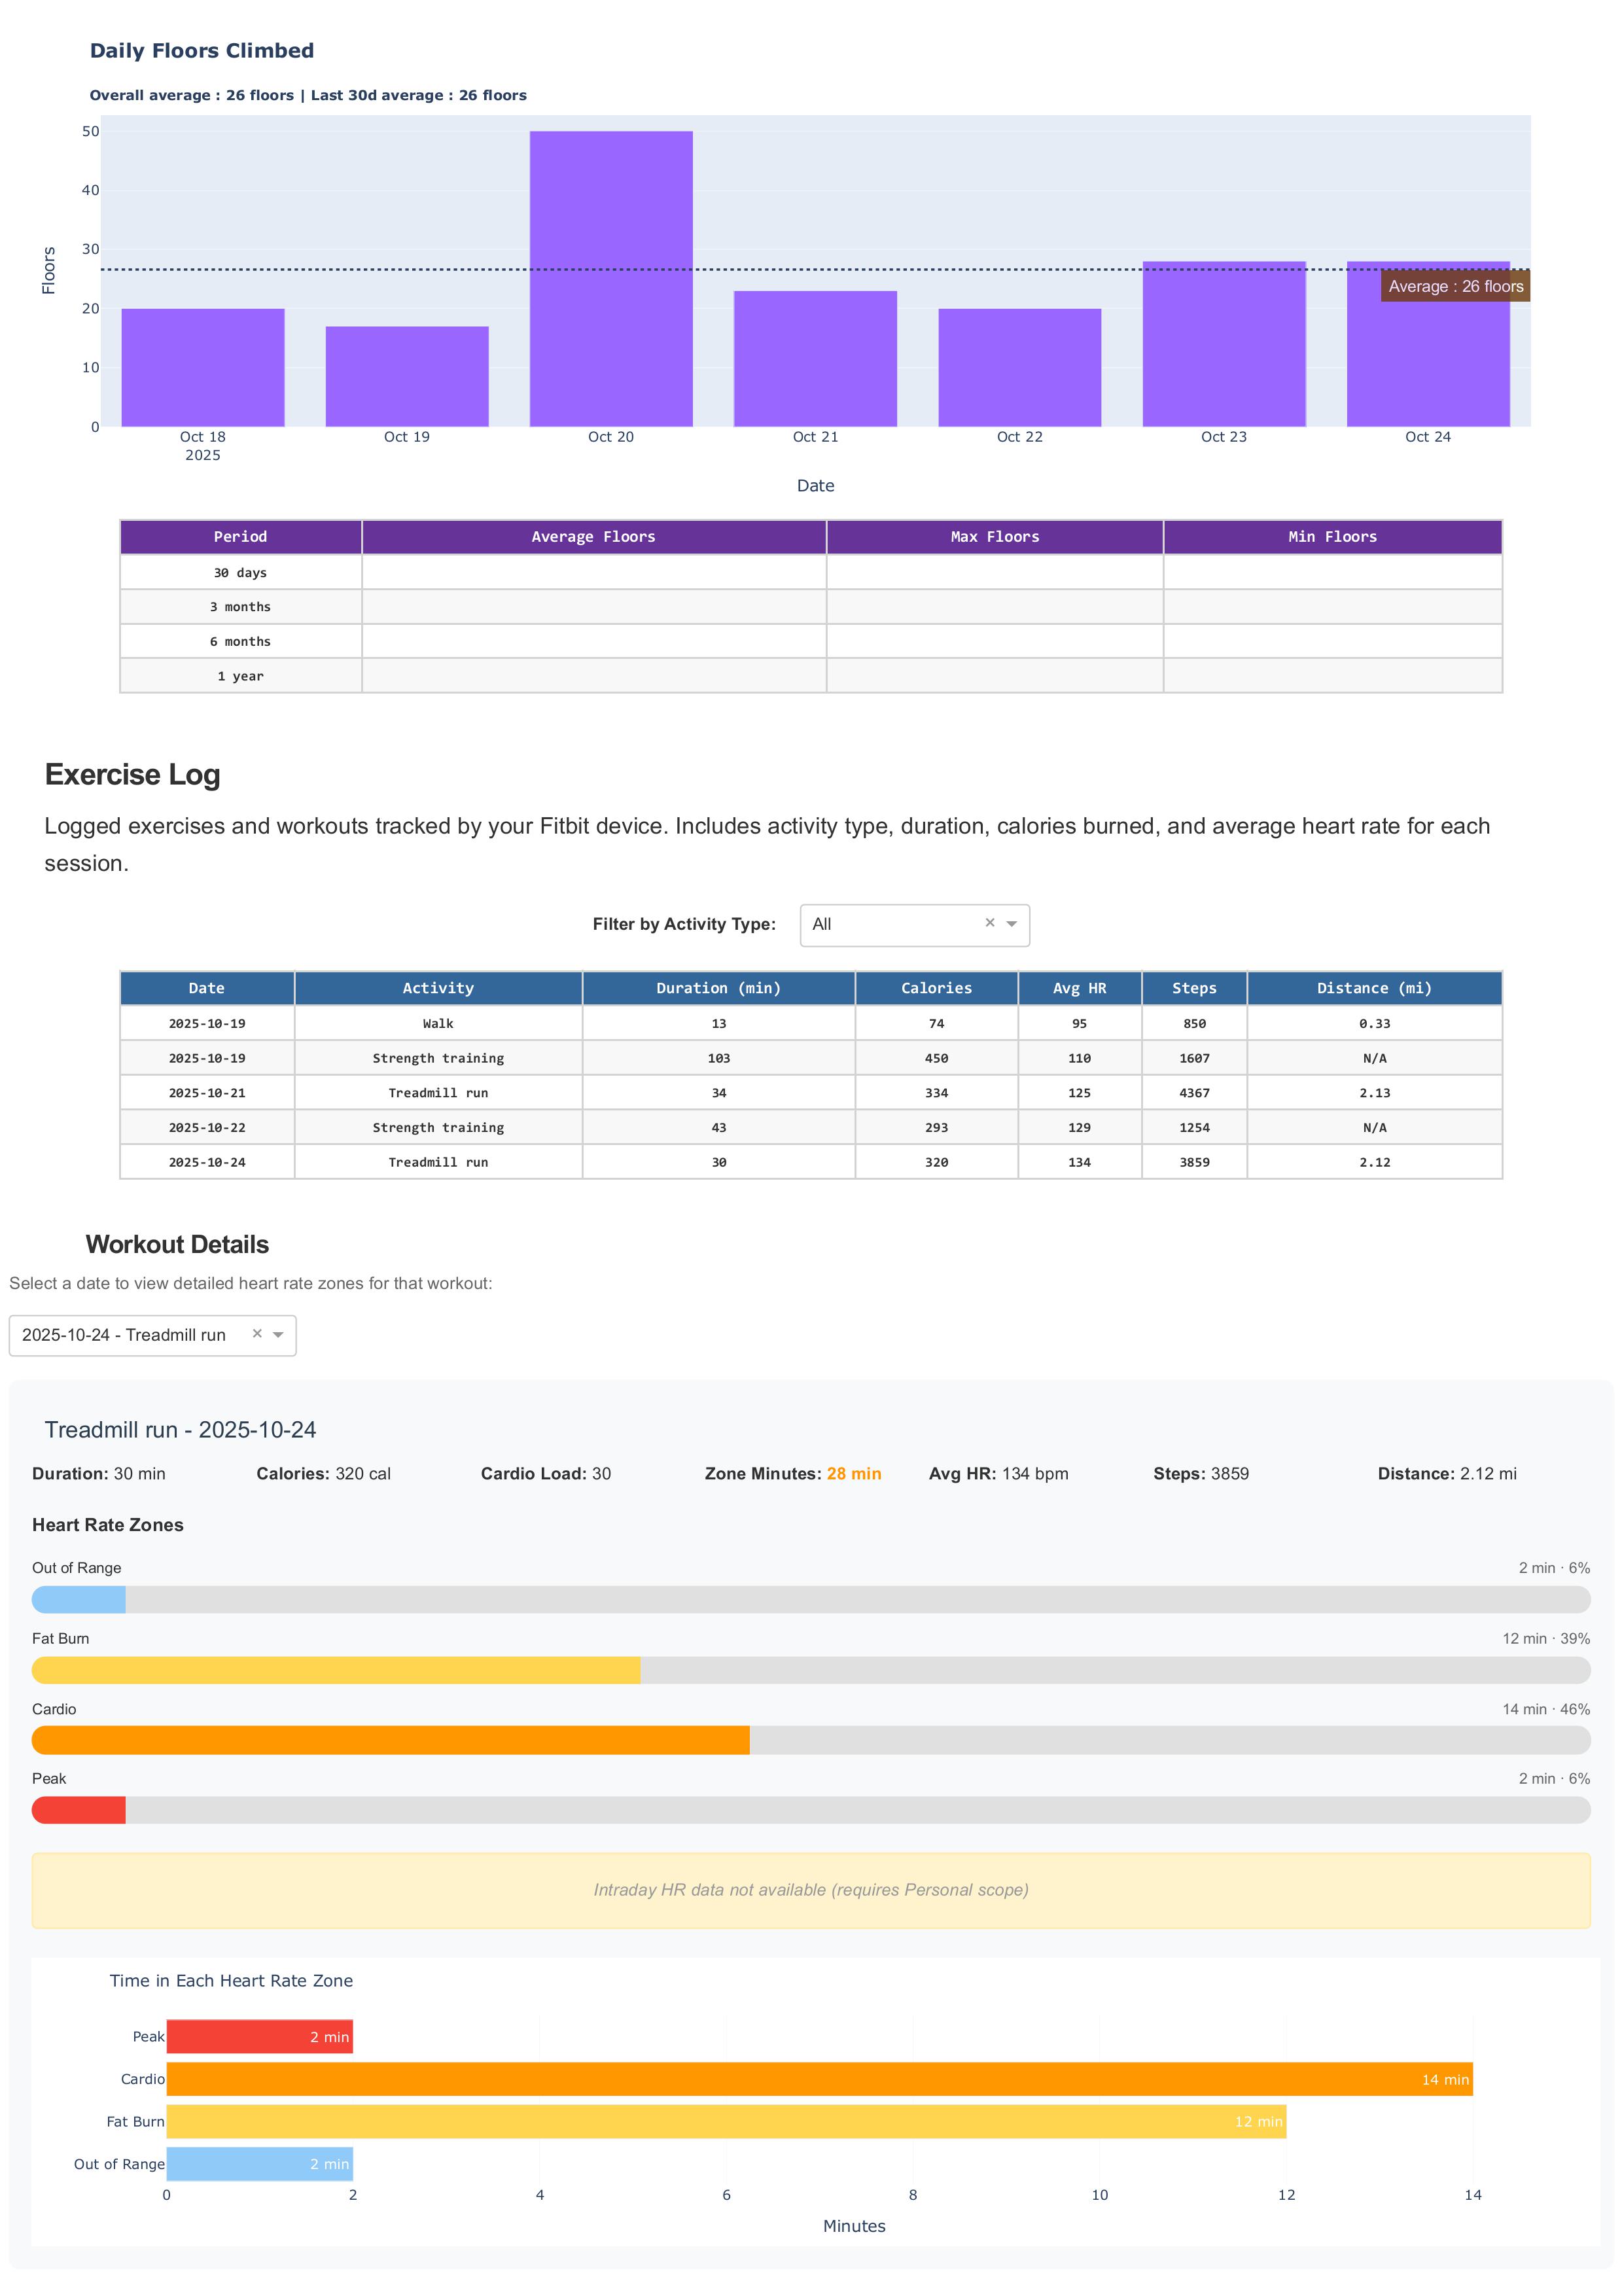 Daily Floors Climbed
Overall average : 26 floors | Last 30d average : 26 floors
50
40
30
20
10
0
Floors
Average : 26 floors
Oct 18 Oct 19 Oct 20 Oct 21 Oct 22 Oct 23 Oct 24
2025
Date
Period Average Floors Max Floors Min Floors
30 days
3 months
6 months
1 year
Exercise Log
Logged exercises and workouts tracked by your Fitbit device. Includes activity type, duration, calories burned, and average heart rate for each
session.
Filter by Activity Type: All ×
Date Activity Duration (min) Calories Avg HR Steps Distance (mi)
2025-10-19 Walk 13 74 95 850 0.33
2025-10-19 Strength training 103 450 110 1607 N/A
2025-10-21 Treadmill run 34 334 125 4367 2.13
2025-10-22 Strength training 43 293 129 1254 N/A
2025-10-24 Treadmill run 30 320 134 3859 2.12
Workout Details
Select a date to view detailed heart rate zones for that workout:
2025-10-24 - Treadmill run ×
Treadmill run - 2025-10-24
Duration: 30 min Calories: 320 cal Cardio Load: 30 Zone Minutes: 28 min Avg HR: 134 bpm Steps: 3859 Distance: 2.12 mi
Heart Rate Zones
Out of Range 2 min · 6%
Fat Burn 12 min · 39%
Cardio 14 min · 46%
Peak 2 min · 6%
Intraday HR data not available (requires Personal scope)
Time in Each Heart Rate Zone
Peak 2 min
Cardio 14 min
Fat Burn 12 min
Out of Range 2 min
0 2 4 6 8 10 12 14
Minutes